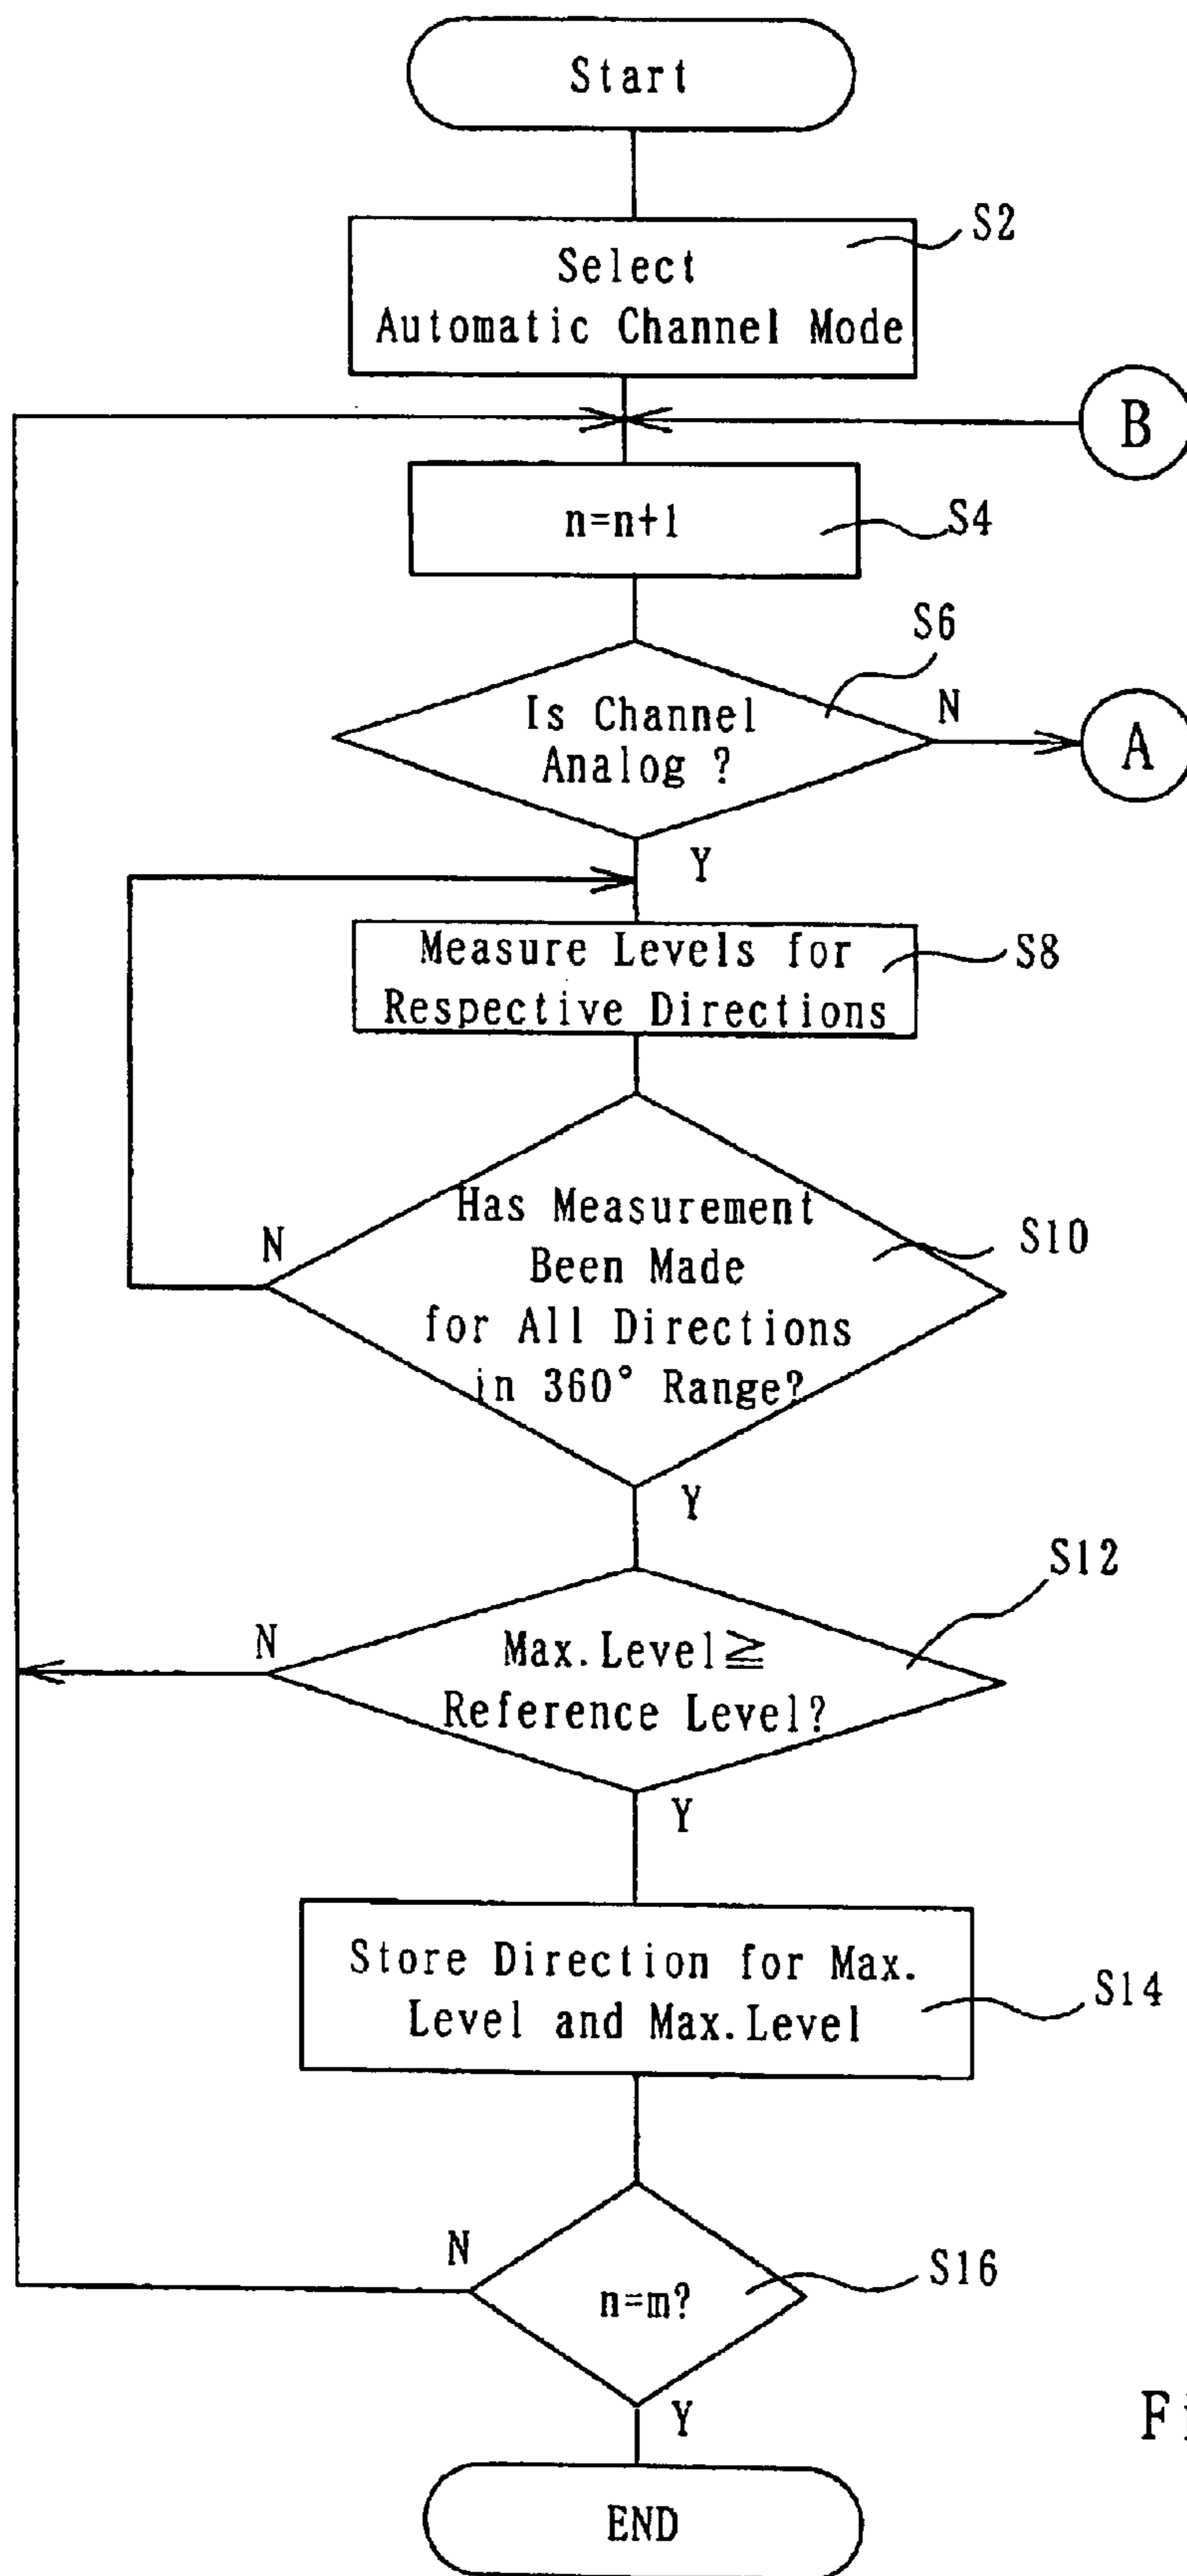 Start
S2
Select
Automatic Channel Mode
B
n=n+1
S4
S6
Is Channel
Analog ?
N
A
Y
Measure Levels for
Respective Directions
S8
Has Measurement
Been Made
for All Directions
in 360° Range?
N
S10
Y
S12
Max.Level≧
Reference Level?
N
Y
Store Direction for Max.
Level and Max.Level
S14
N
n=m?
S16
Y
END